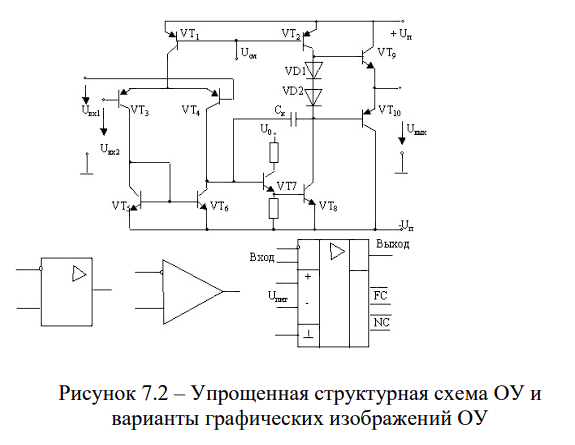 VT1
VT2
+ Uп
Uсм
VT9
VD1
VD2
VT3
VT4
Cк
VT10
Uвх1
U0
Uвых
Uвх2
VT7
VT5
VT6
VT8
-Uп
Вход
Выход
+
Uпит
-
FC
NC
⊥
Рисунок 7.2 – Упрощенная структурная схема ОУ и
варианты графических изображений ОУ